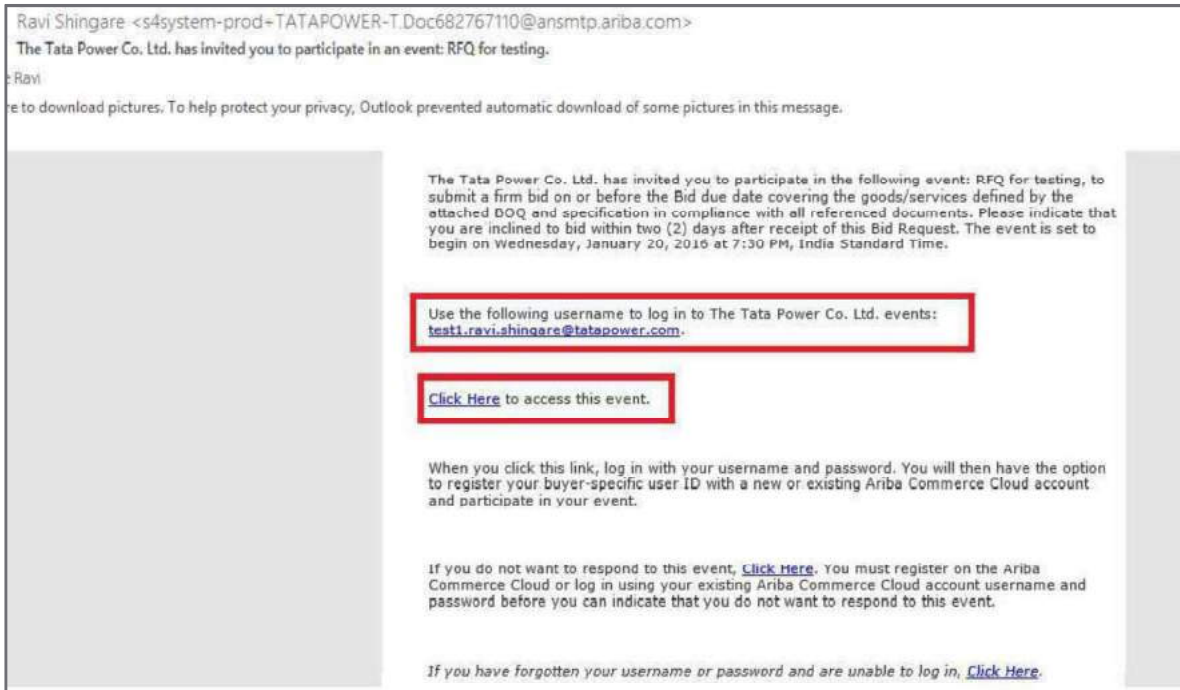 Ravi Shingare <s4system-prod+TATAPOWER-T.Doc682767110@ansmtp.ariba.com>
The Tata Power Co. Ltd. has invited you to participate in an event: RFQ for testing.
Ravi
re to download pictures. To help protect your privacy, Outlook prevented automatic download of some pictures in this message.
The Tata Power Co. Ltd. has invited you to participate in the following event: RFQ for testing, to
submit a firm bid on or before the Bid due date covering the goods/services defined by the
attached BOQ and specification in compliance with all referenced documents. Please indicate that
you are inclined to bid within two (2) days after receipt of this Bid Request. The event is set to
begin on Wednesday, January 20, 2016 at 7:30 PM, India Standard Time.
Use the following username to log in to The Tata Power Co. Ltd. events:
test1.ravi.shingare@tatapower.com.
Click Here to access this event.
When you click this link, log in with your username and password. You will then have the option
to register your buyer-specific user ID with a new or existing Ariba Commerce Cloud account
and participate in your event.
If you do not want to respond to this event, Click Here. You must register on the Ariba
Commerce Cloud or log in using your existing Ariba Commerce Cloud account username and
password before you can indicate that you do not want to respond to this event.
If you have forgotten your username or password and are unable to log in, Click Here.